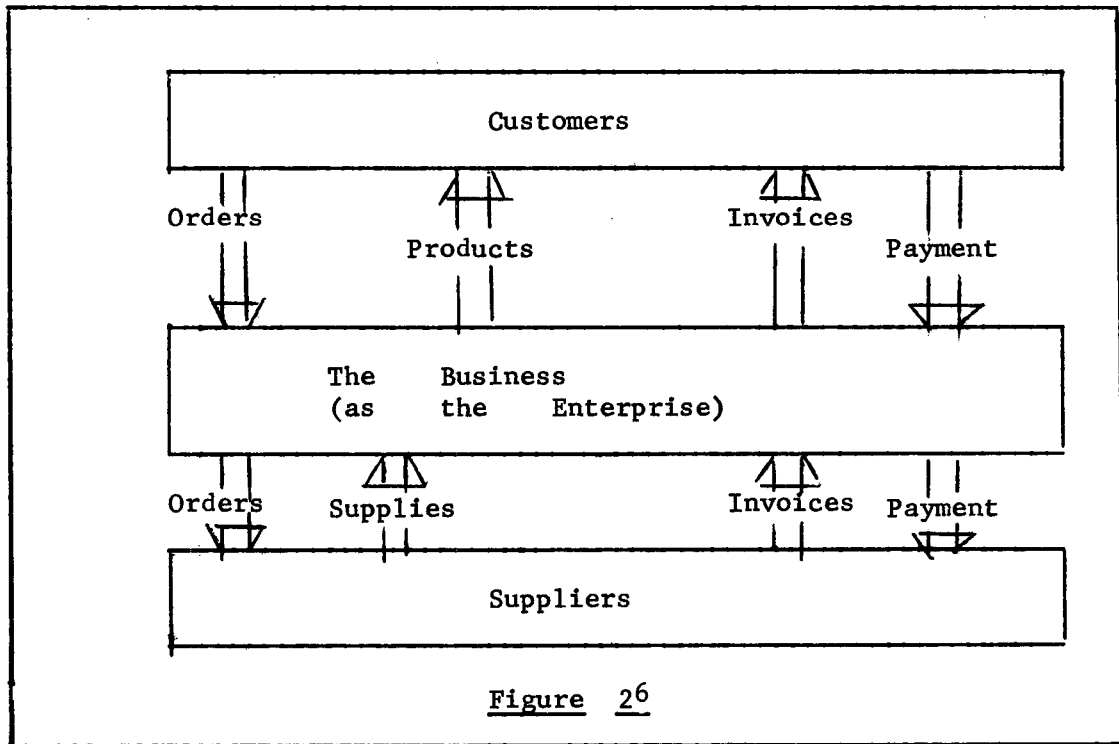 Customers
Orders
Invoices
Products
Payment
The Business
(as the Enterprise)
Orders
Supplies
Invoices
Payment
Suppliers
Figure 2⁶